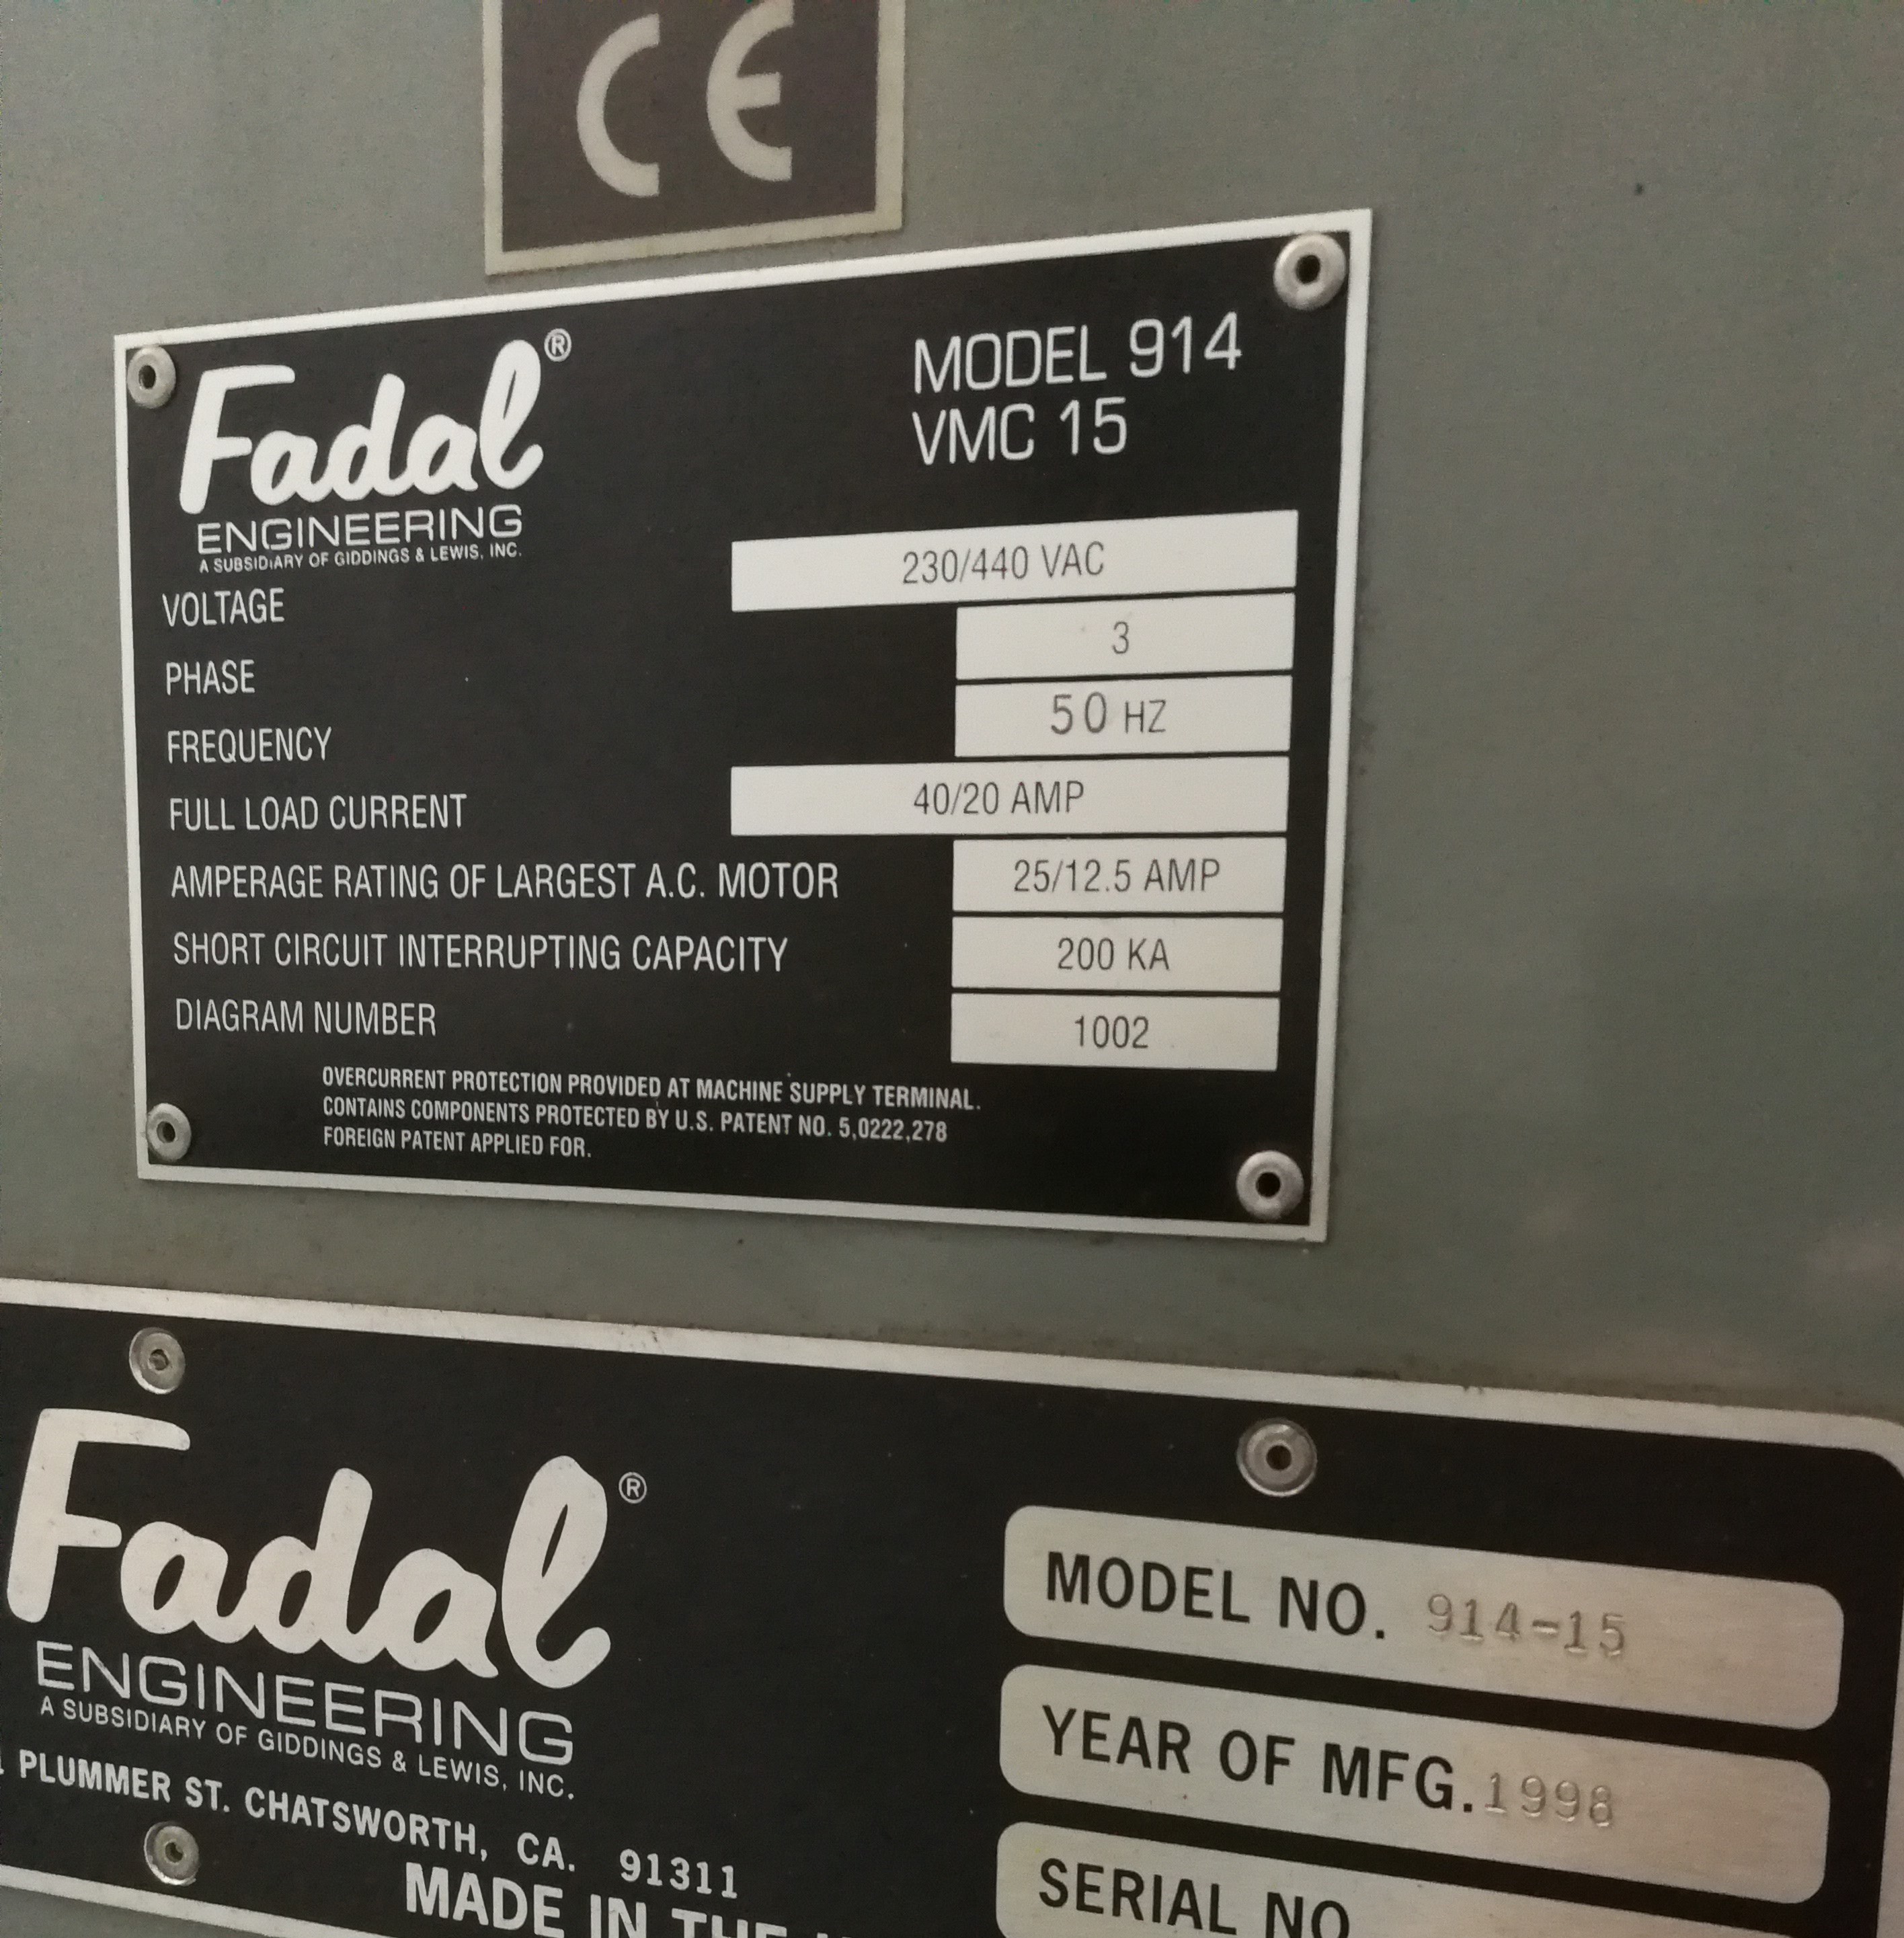 CE
Fadal®
ENGINEERING
A SUBSIDIARY OF GIDDINGS & LEWIS, INC.
MODEL 914
VMC 15
VOLTAGE 230/440 VAC
PHASE 3
FREQUENCY 50 HZ
FULL LOAD CURRENT 40/20 AMP
AMPERAGE RATING OF LARGEST A.C. MOTOR 25/12.5 AMP
SHORT CIRCUIT INTERRUPTING CAPACITY 200 KA
DIAGRAM NUMBER 1002
OVERCURRENT PROTECTION PROVIDED AT MACHINE SUPPLY TERMINAL.
CONTAINS COMPONENTS PROTECTED BY U.S. PATENT NO. 5,0222,278
FOREIGN PATENT APPLIED FOR.
Fadal®
ENGINEERING
A SUBSIDIARY OF GIDDINGS & LEWIS, INC.
PLUMMER ST. CHATSWORTH, CA. 91311
MADE IN THE
MODEL NO. 914-15
YEAR OF MFG. 1998
SERIAL NO